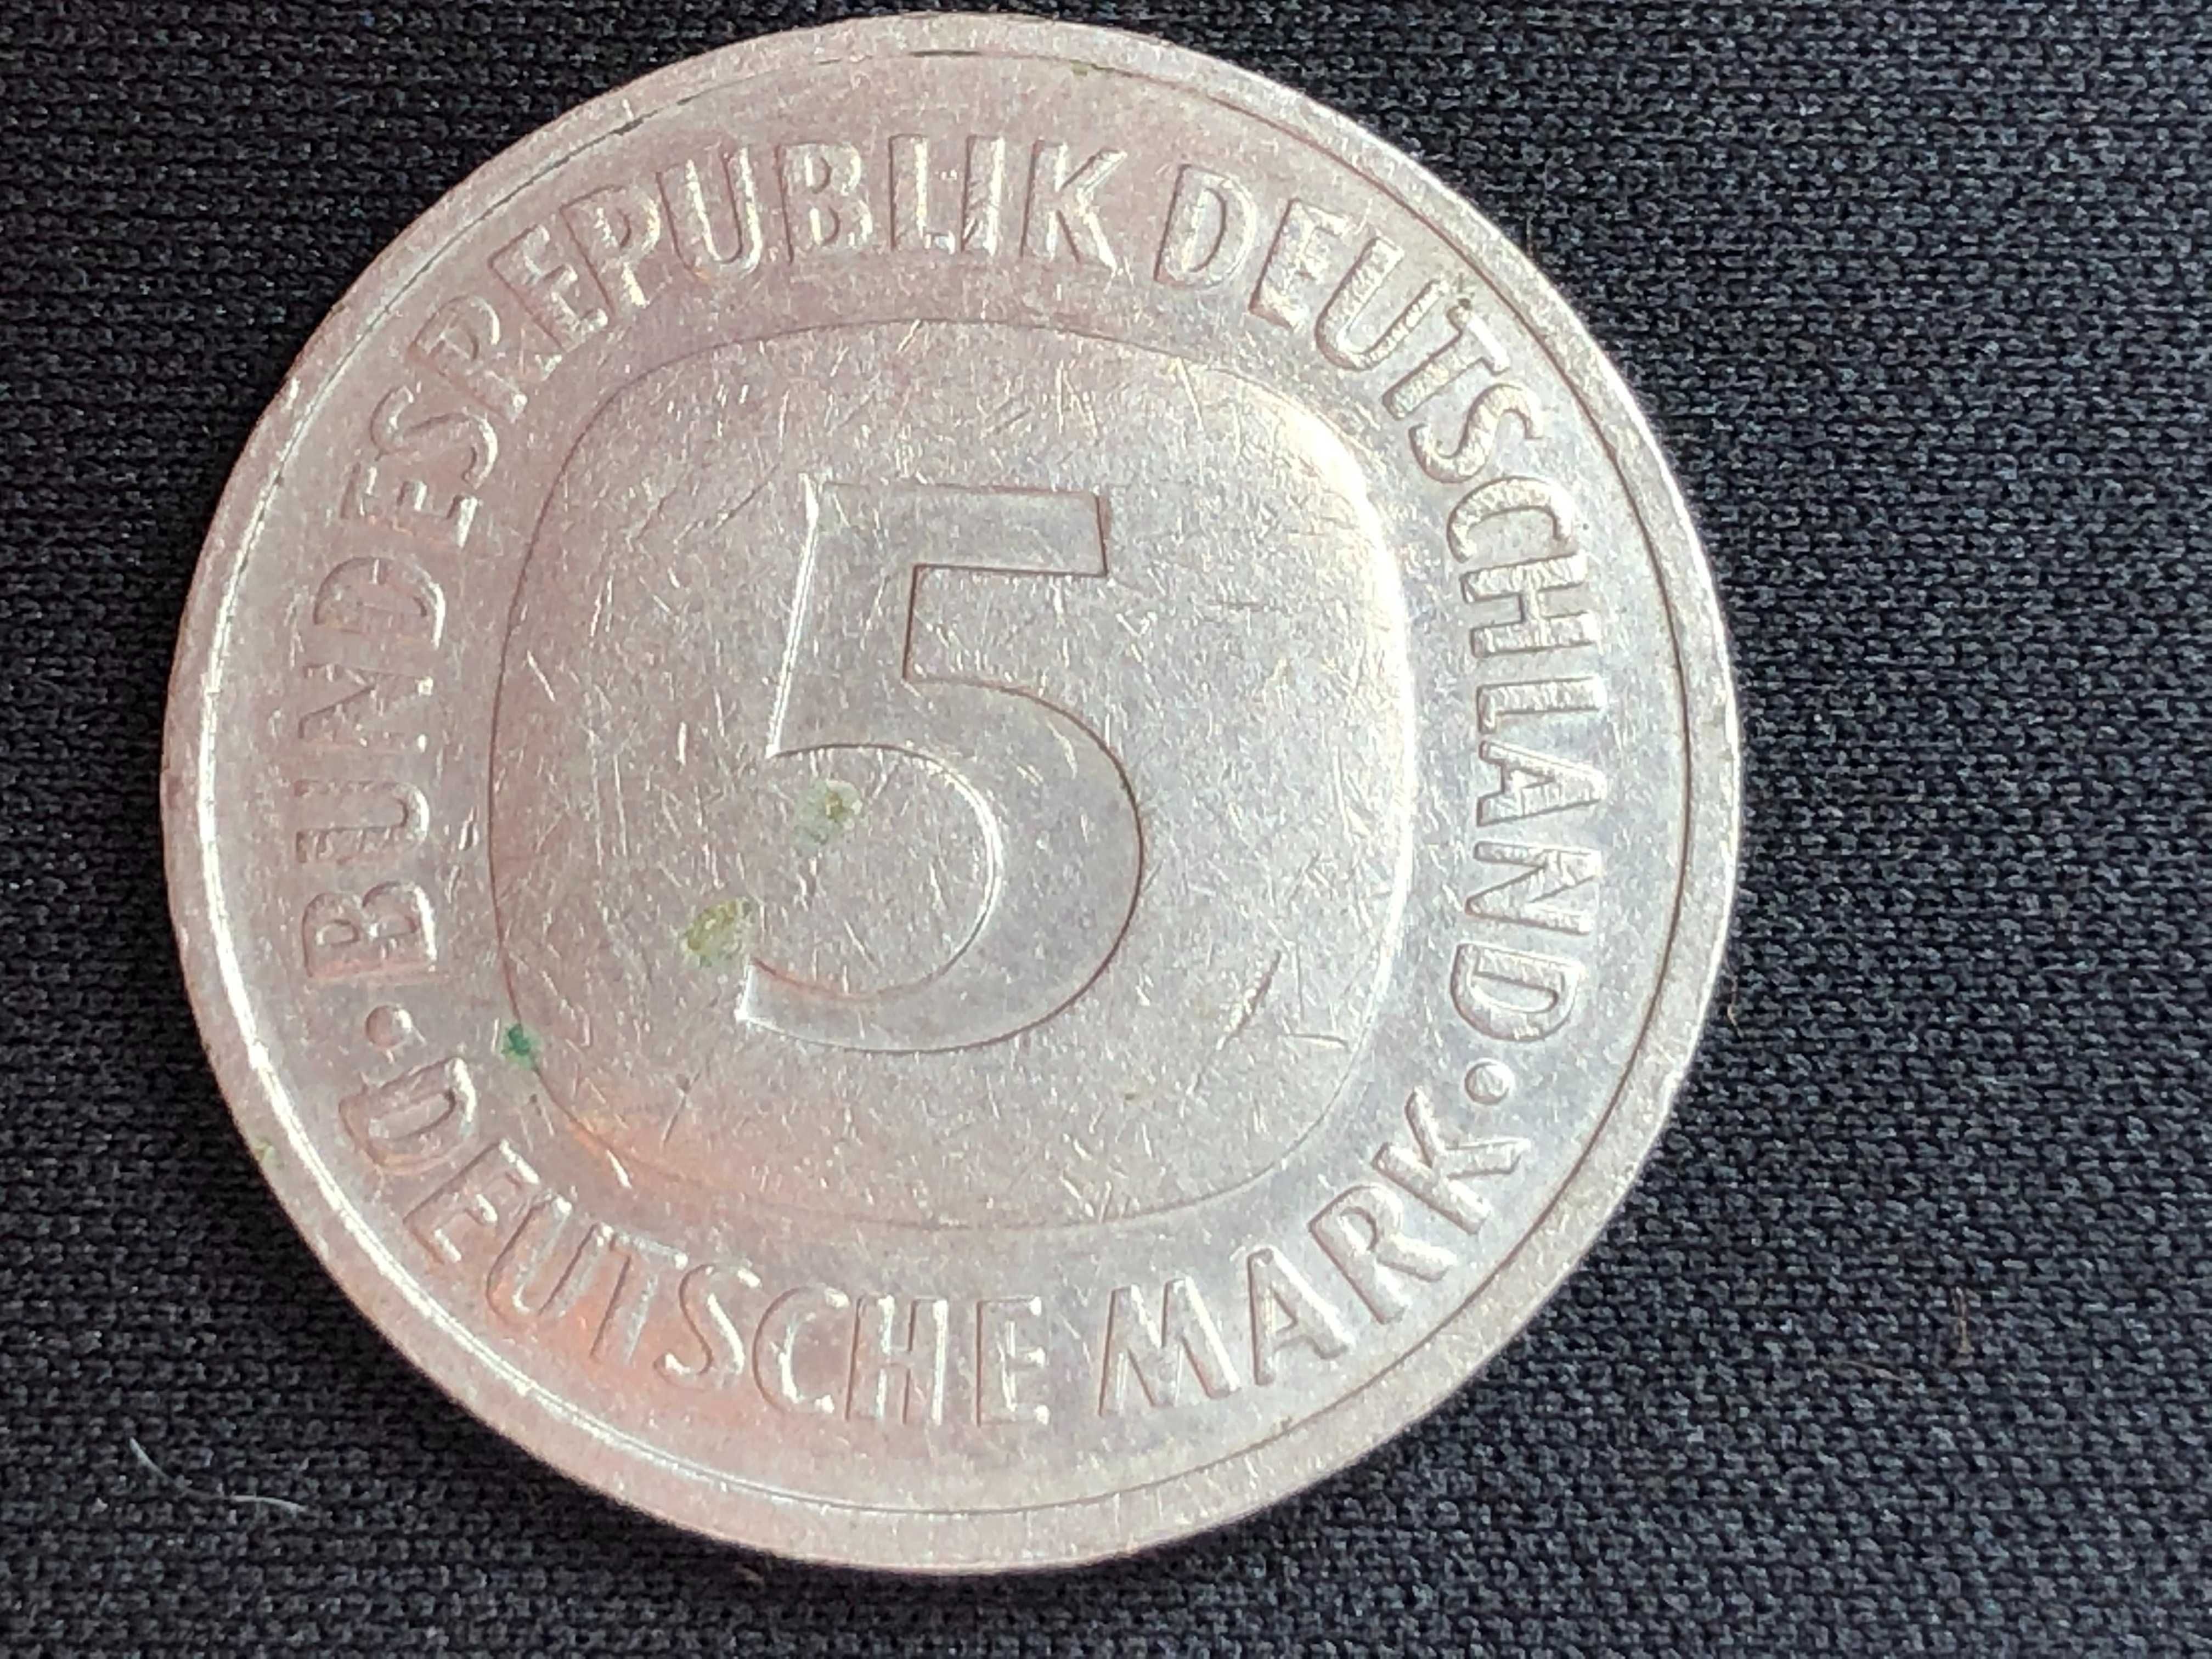 BUNDESREPUBLIK DEUTSCHLAND
5
DEUTSCHE MARK